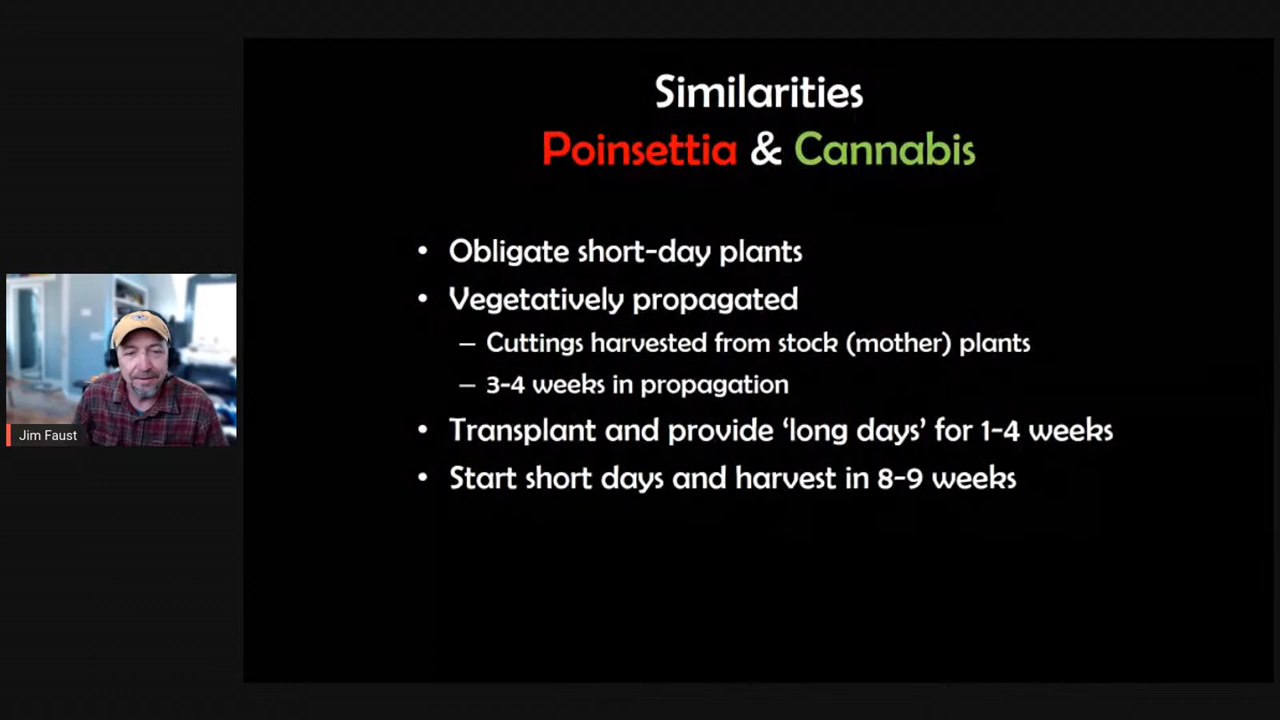 Similarities
Poinsettia & Cannabis
• Obligate short-day plants
• Vegetatively propagated
– Cuttings harvested from stock (mother) plants
– 3-4 weeks in propagation
• Transplant and provide ‘long days’ for 1-4 weeks
• Start short days and harvest in 8-9 weeks
Jim Faust